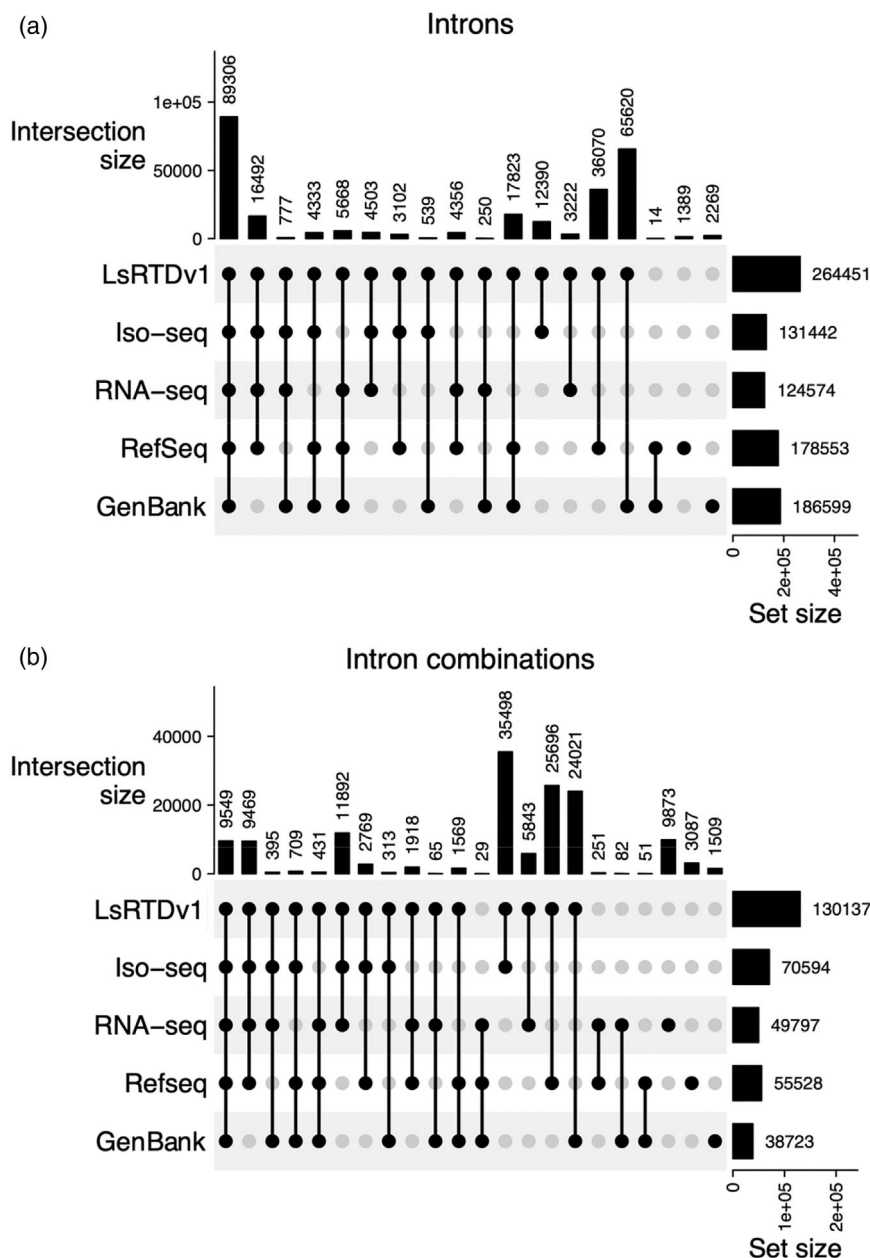 (a)
Introns
Intersection
size
1e+05
50000
0
89306
16492
777
4333
5668
4503
3102
539
4356
250
17823
12390
3222
36070
65620
14
1389
2269
LsRTDv1
264451
Iso-seq
131442
RNA-seq
124574
RefSeq
178553
GenBank
186599
0
2e+05
4e+05
Set size
(b)
Intron combinations
Intersection
size
40000
20000
0
9549
9469
395
709
431
11892
2769
313
1918
65
1569
29
35498
5843
25696
24021
251
82
51
9873
3087
1509
LsRTDv1
130137
Iso-seq
70594
RNA-seq
49797
Refseq
55528
GenBank
38723
0
1e+05
2e+05
Set size